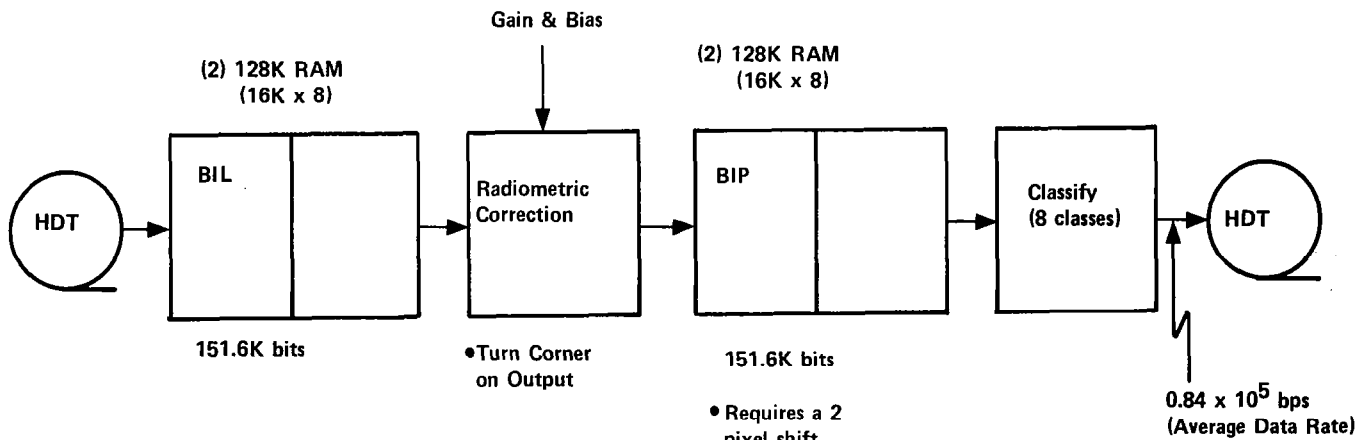 Gain & Bias
(2) 128K RAM
(16K x 8)
(2) 128K RAM
(16K x 8)
HDT
BIL
Radiometric
Correction
BIP
Classify
(8 classes)
HDT
151.6K bits
•Turn Corner
on Output
151.6K bits
• Requires a 2
pixel shift
0.84 x 10⁵ bps
(Average Data Rate)